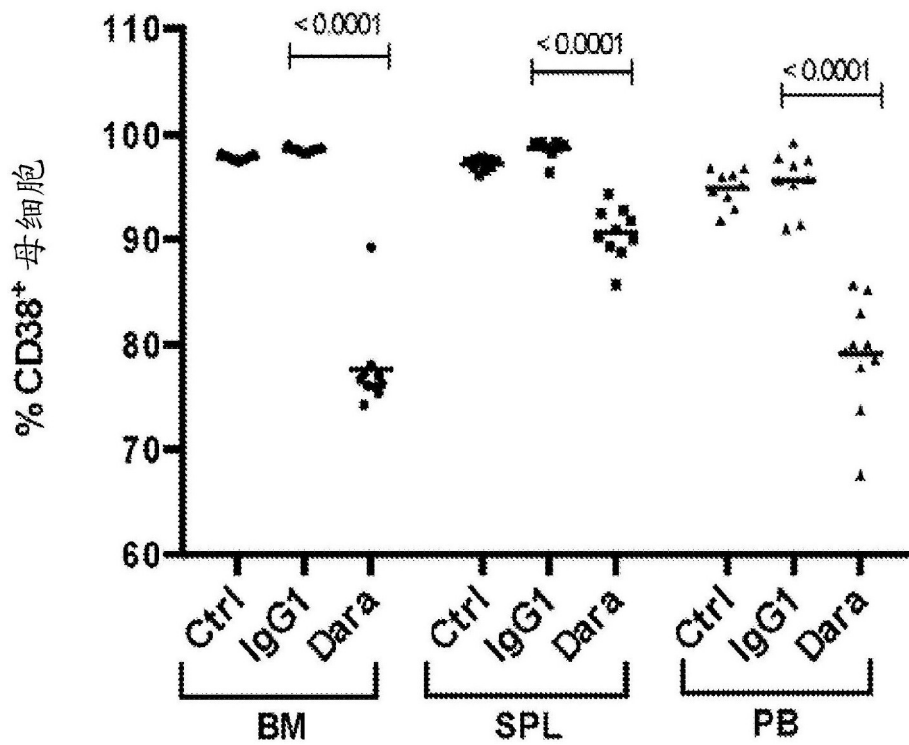 110
< 0.0001
< 0.0001
< 0.0001
100
90
80
70
60
% CD38⁺ 母细胞
Ctrl
IgG1
Dara
Ctrl
IgG1
Dara
Ctrl
IgG1
Dara
BM
SPL
PB